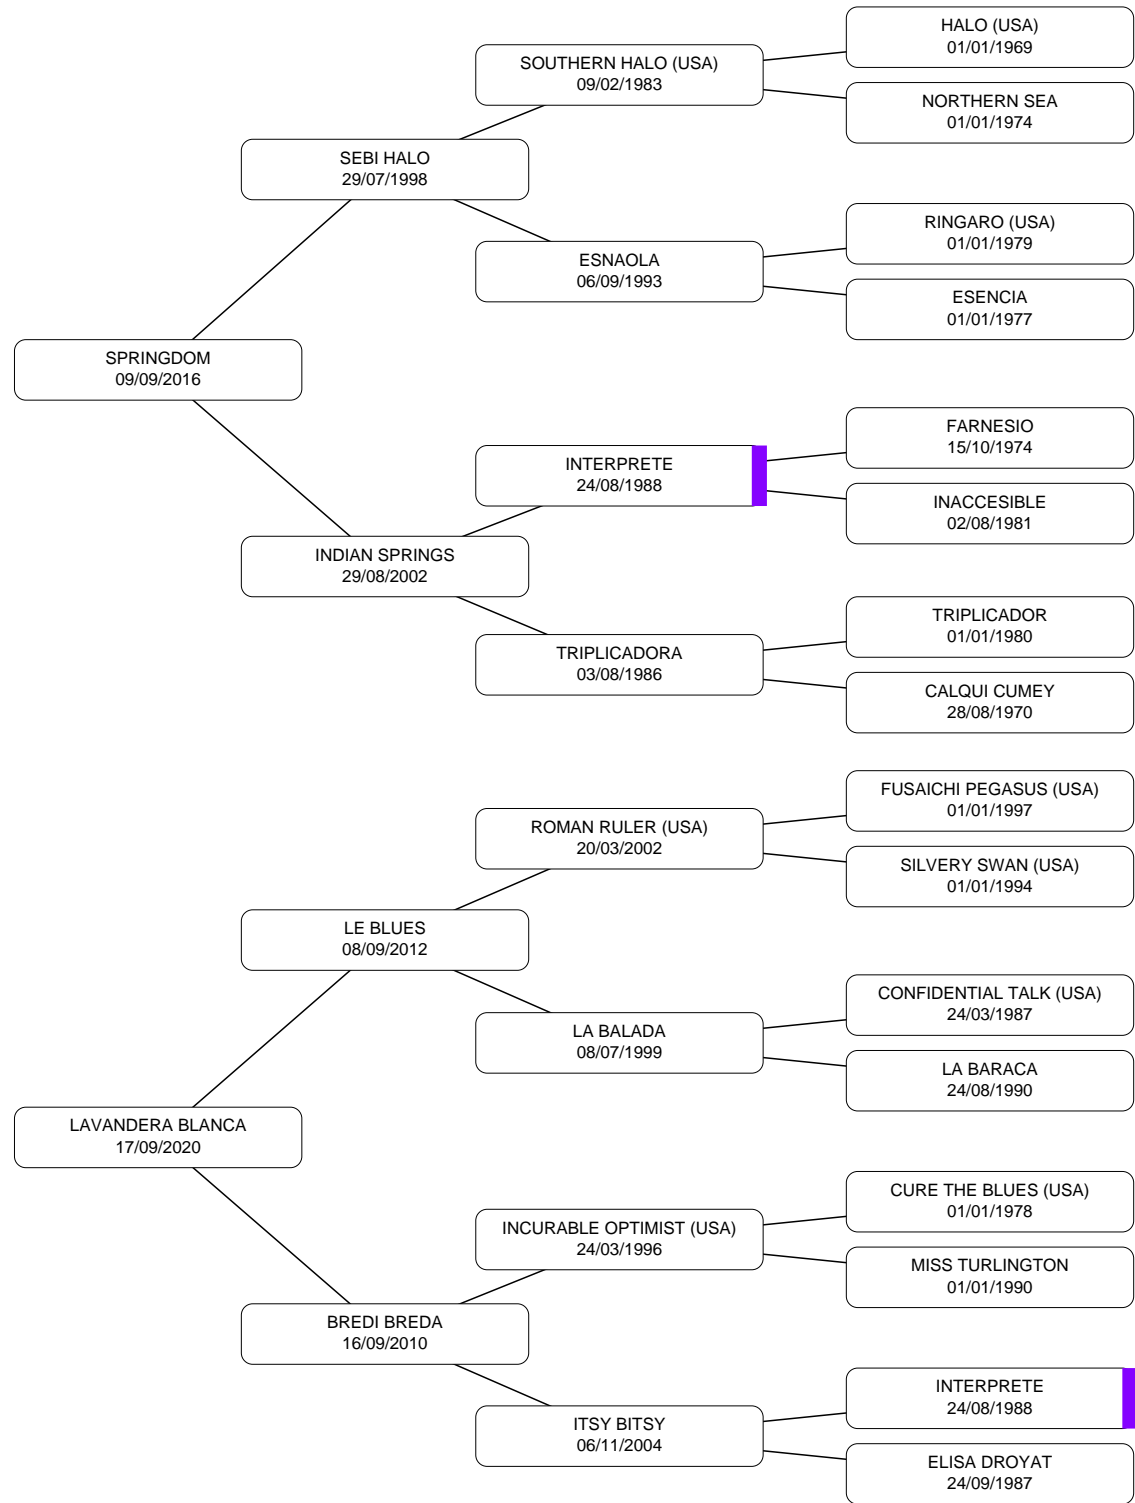 HALO (USA)
01/01/1969
SOUTHERN HALO (USA)
09/02/1983
NORTHERN SEA
01/01/1974
SEBI HALO
29/07/1998
RINGARO (USA)
01/01/1979
ESNAOLA
06/09/1993
ESENCIA
01/01/1977
SPRINGDOM
09/09/2016
FARNESIO
15/10/1974
INTERPRETE
24/08/1988
INACCESIBLE
02/08/1981
INDIAN SPRINGS
29/08/2002
TRIPLICADOR
01/01/1980
TRIPLICADORA
03/08/1986
CALQUI CUMEY
28/08/1970
FUSAICHI PEGASUS (USA)
01/01/1997
ROMAN RULER (USA)
20/03/2002
SILVERY SWAN (USA)
01/01/1994
LE BLUES
08/09/2012
CONFIDENTIAL TALK (USA)
24/03/1987
LA BALADA
08/07/1999
LA BARACA
24/08/1990
LAVANDERA BLANCA
17/09/2020
CURE THE BLUES (USA)
01/01/1978
INCURABLE OPTIMIST (USA)
24/03/1996
MISS TURLINGTON
01/01/1990
BREDI BREDA
16/09/2010
INTERPRETE
24/08/1988
ITSY BITSY
06/11/2004
ELISA DROYAT
24/09/1987